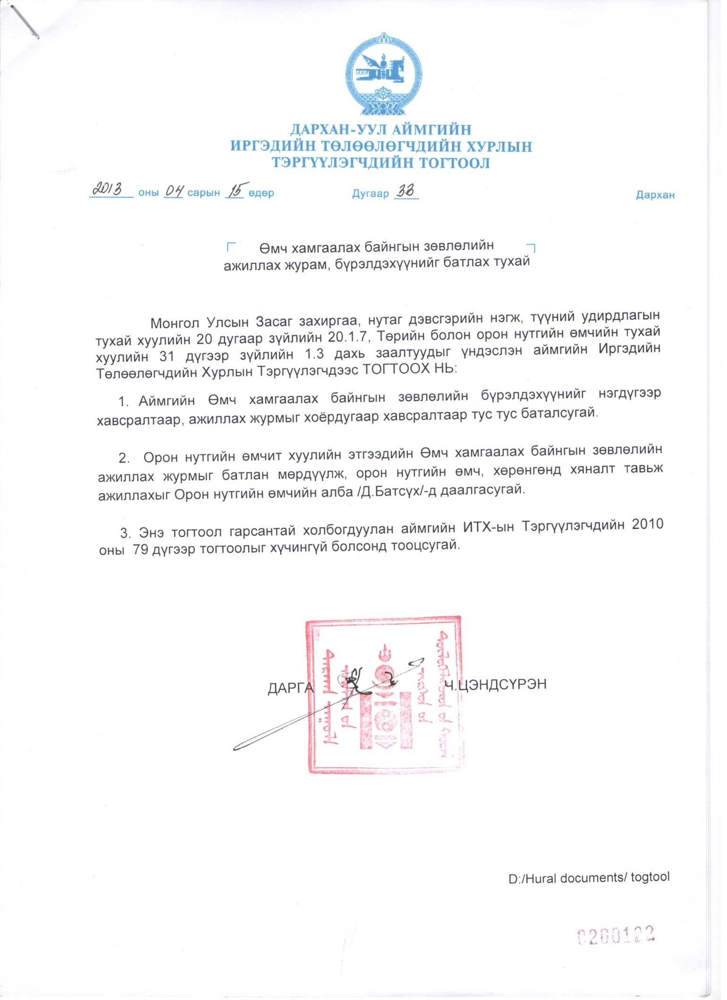 ДАРХАН-УУЛ АЙМГИЙН
ИРГЭДИЙН ТӨЛӨӨЛӨГЧДИЙН ХУРЛЫН
ТЭРГҮҮЛЭГЧДИЙН ТОГТООЛ
2013 оны 04 сарын 15 өдөр Дугаар 33 Дархан
Өмч хамгаалах байнгын зөвлөлийн
ажиллах журам, бүрэлдэхүүнийг батлах тухай
Монгол Улсын Засаг захиргаа, нутаг дэвсгэрийн нэгж, түүний удирдлагын
тухай хуулийн 20 дугаар зүйлийн 20.1.7, Төрийн болон орон нутгийн өмчийн тухай
хуулийн 31 дүгээр зүйлийн 1.3 дахь заалтуудыг үндэслэн аймгийн Иргэдийн
Төлөөлөгчдийн Хурлын Тэргүүлэгчдээс ТОГТООХ НЬ:
1. Аймгийн Өмч хамгаалах байнгын зөвлөлийн бүрэлдэхүүнийг нэгдүгээр
хавсралтаар, ажиллах журмыг хоёрдугаар хавсралтаар тус тус баталсугай.
2. Орон нутгийн өмчит хуулийн этгээдийн Өмч хамгаалах байнгын зөвлөлийн
ажиллах журмыг батлан мөрдүүлж, орон нутгийн өмч, хөрөнгөнд хяналт тавьж
ажиллахыг Орон нутгийн өмчийн алба /Д.Батсүх/-д даалгасугай.
3. Энэ тогтоол гарсантай холбогдуулан аймгийн ИТХ-ын Тэргүүлэгчдийн 2010
оны 79 дүгээр тогтоолыг хүчингүй болсонд тооцсугай.
ДАРГА Ч.ЦЭНДСҮРЭН
D:/Hural documents/ togtool
0200122